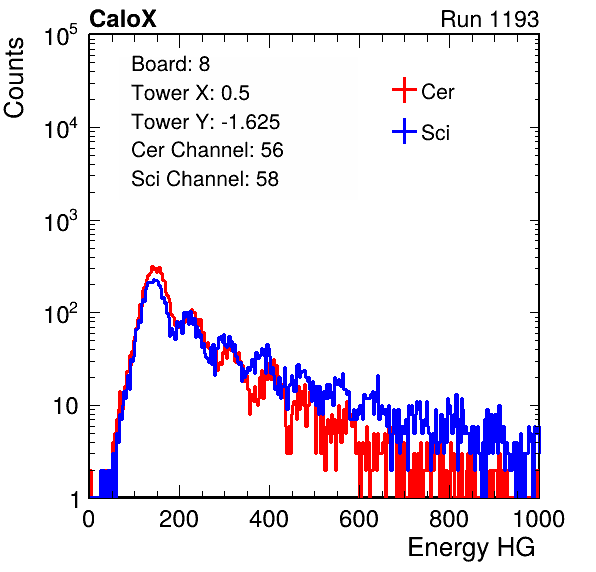 CaloX Run 1193
Counts
10^5
10^4
10^3
10^2
10
1
Board: 8
Tower X: 0.5
Tower Y: -1.625
Cer Channel: 56
Sci Channel: 58
Cer
Sci
0 200 400 600 800 1000
Energy HG